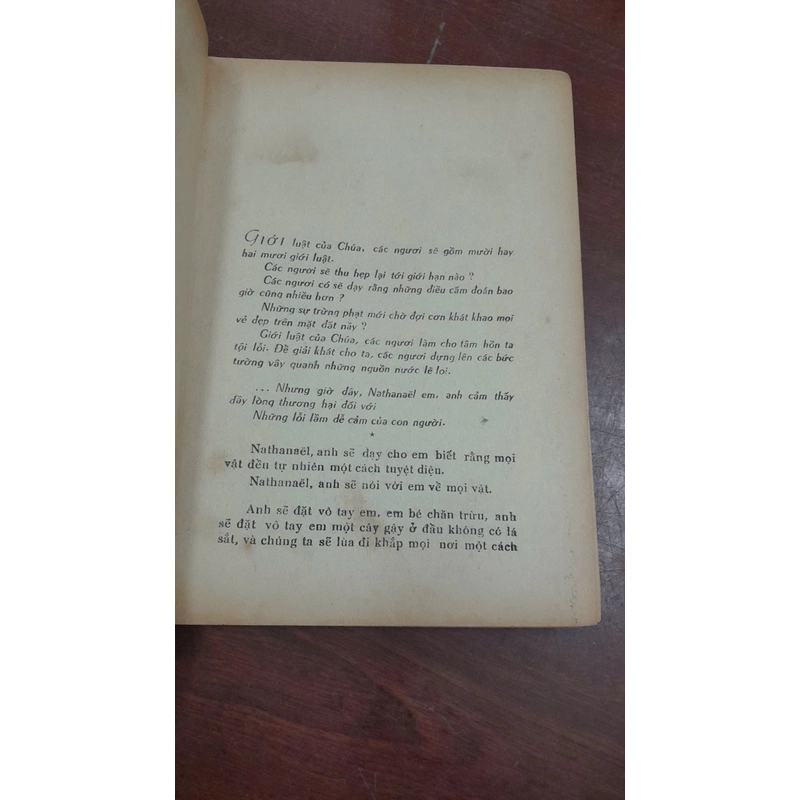 GIỚI luật của Chúa, các ngươi sẽ gồm mười hay
hai mươi giới luật.
Các ngươi sẽ thu hẹp lại tới giới hạn nào ?
Các ngươi có sẽ dạy rằng những điều cấm đoán bao
giờ cũng nhiều hơn ?
Những sự trừng phạt mới chờ đợi cơn khát khao mọi
vẻ đẹp trên mặt đất này ?
Giới luật của Chúa, các ngươi làm cho tâm hồn ta
tội lỗi. Để giải khát cho ta, các ngươi dựng lên các bức
tường vây quanh những nguồn nước lẻ loi.
... Nhưng giờ đây, Nathanaël em, anh cảm thấy
đầy lòng thương hại đối với
Những lỗi lầm dễ cảm của con người.
*
Nathanaël, anh sẽ dạy cho em biết rằng mọi
vật đều tự nhiên một cách tuyệt diệu.
Nathanaël, anh sẽ nói với em về mọi vật.
Anh sẽ đặt vô tay em, em bé chăn trừu, anh
sẽ đặt vô tay em một cây gậy ở đầu không có lá
sắt, và chúng ta sẽ lùa đi khắp mọi nơi một cách